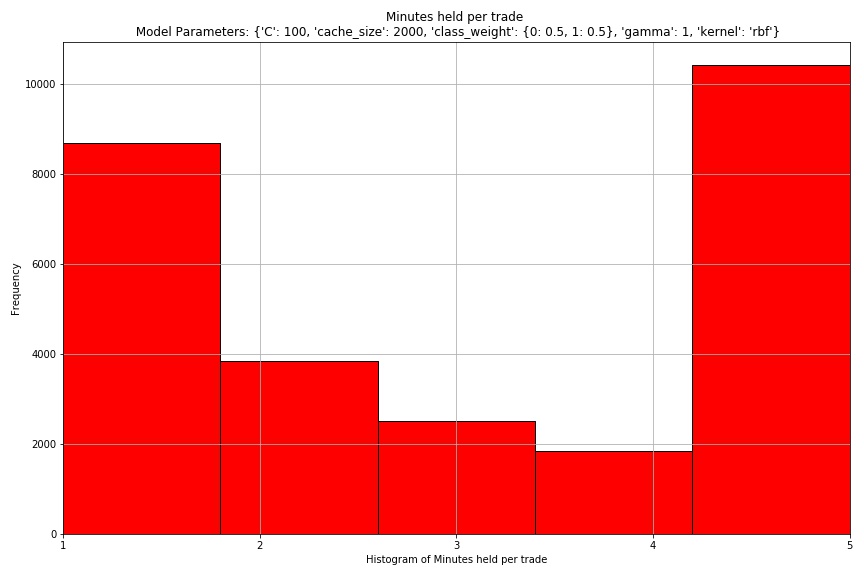 Minutes held per trade
Model Parameters: {'C': 100, 'cache_size': 2000, 'class_weight': {0: 0.5, 1: 0.5}, 'gamma': 1, 'kernel': 'rbf'}
10000
8000
6000
4000
2000
0
Frequency
1 2 3 4 5
Histogram of Minutes held per trade